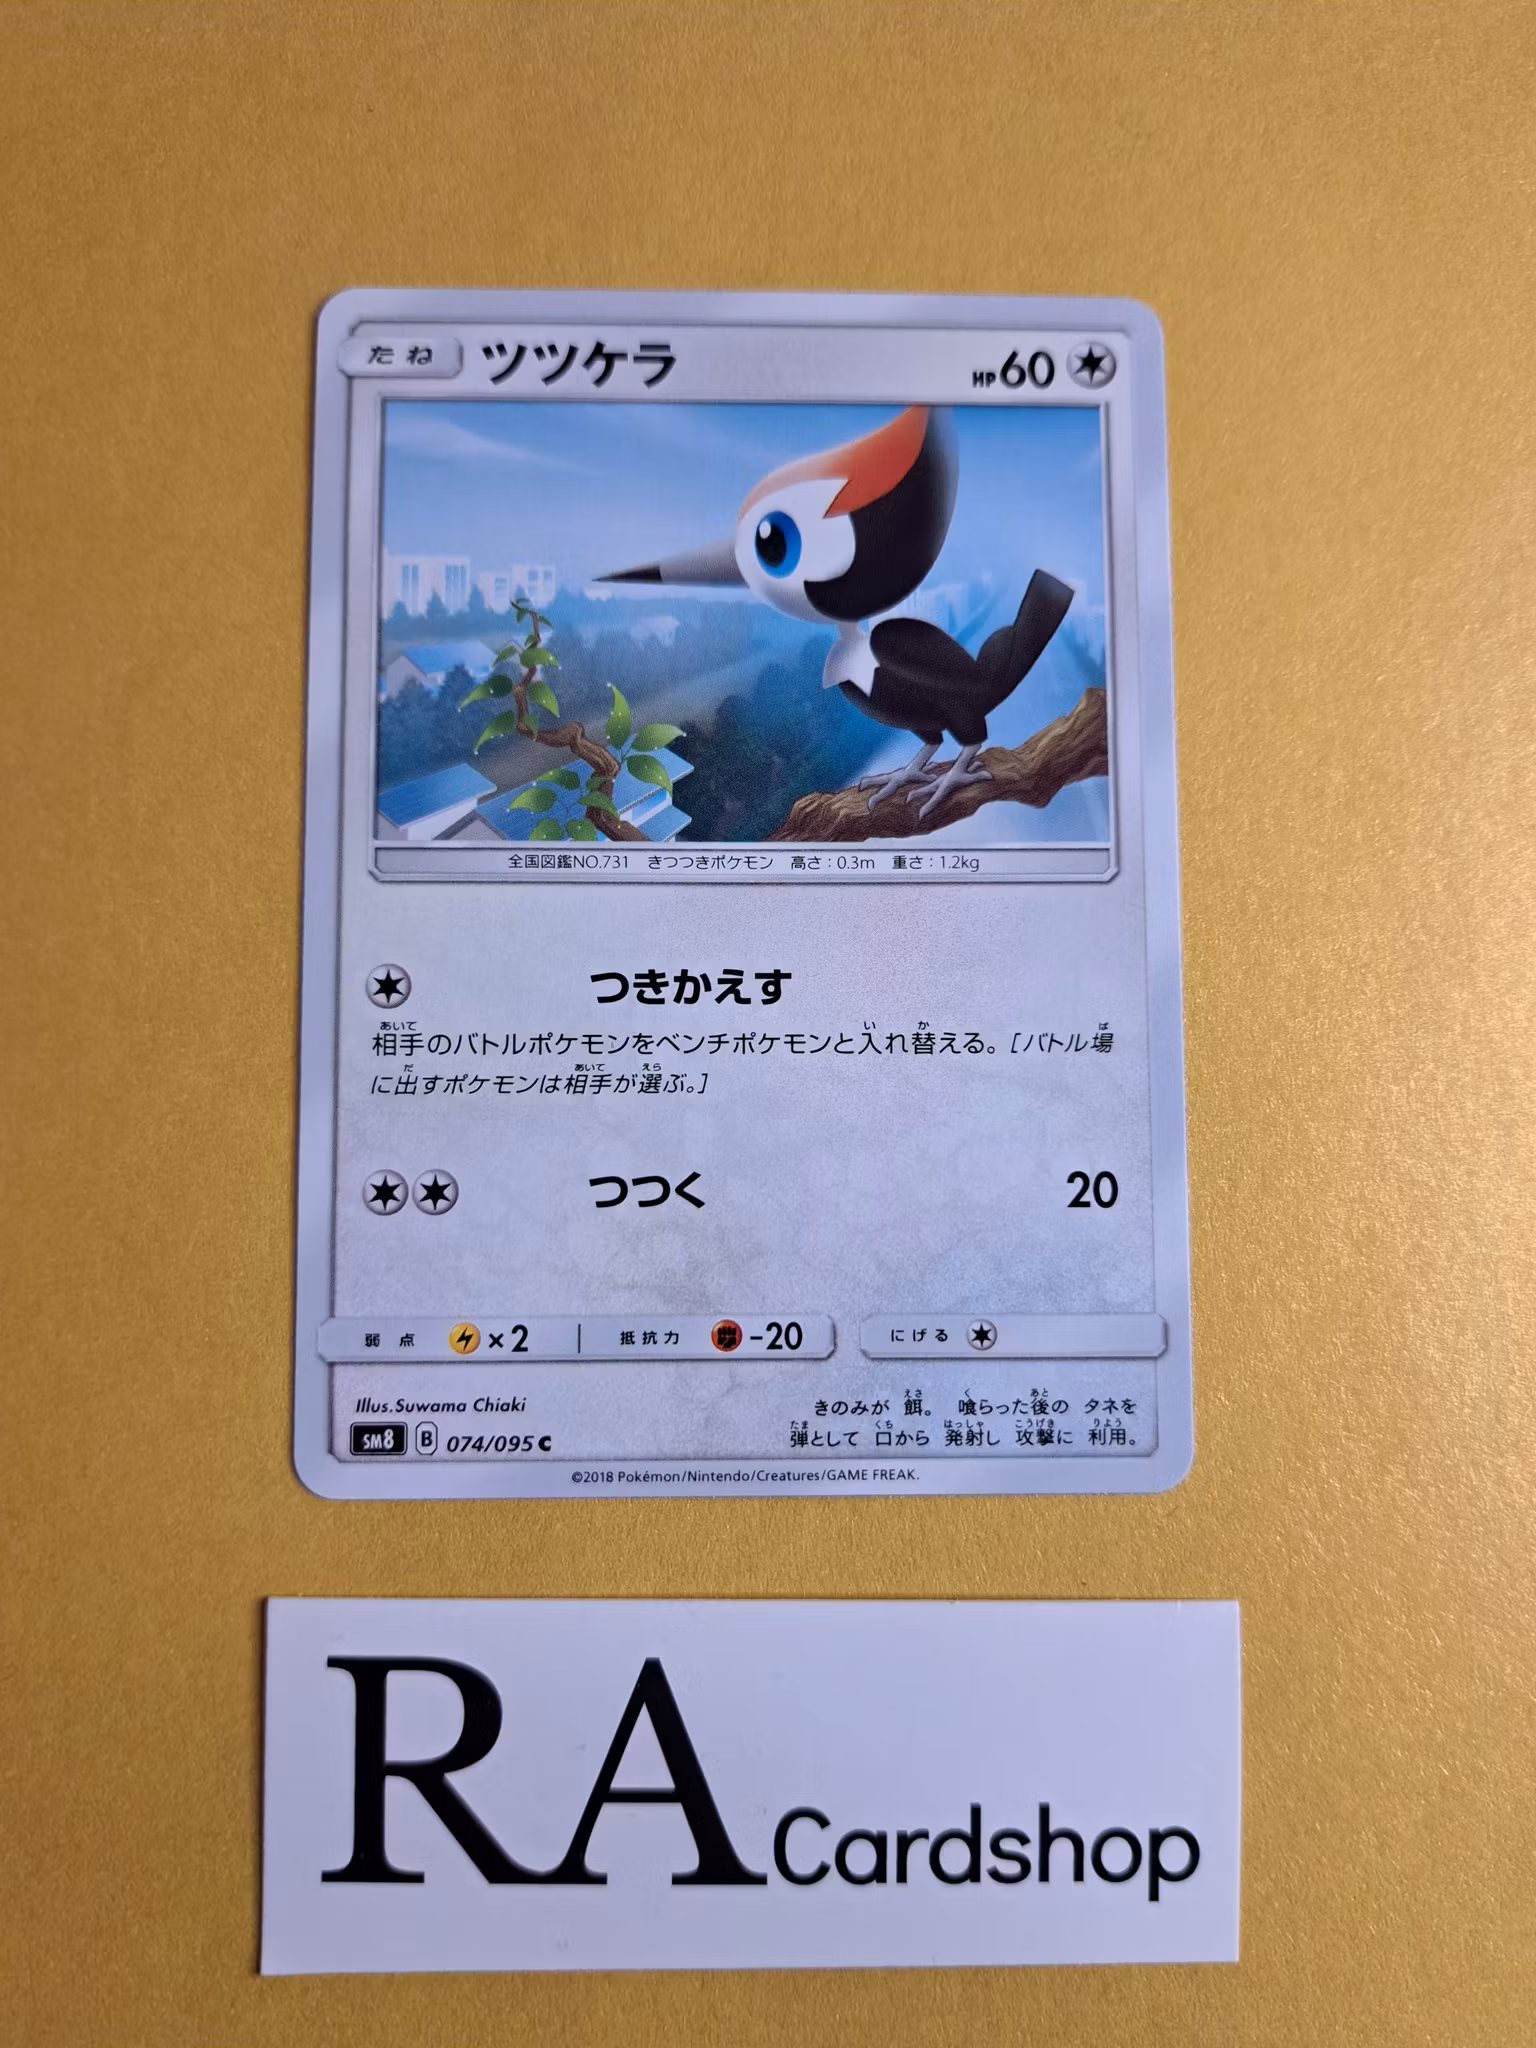 たね ツツケラ HP60
全国図鑑NO.731 きつつきポケモン 高さ：0.3m 重さ：1.2kg
つきかえす
相手のバトルポケモンをベンチポケモンと入れ替える。［バトル場
に出すポケモンは相手が選ぶ。］
つつく 20
弱点 ×2 抵抗力 -20 にげる
Illus.Suwama Chiaki
きのみが 餌。 喰らった後の タネを
弾として 口から 発射し 攻撃に 利用。
SM8 B 074/095 C
©2018 Pokémon/Nintendo/Creatures/GAME FREAK.
RA Cardshop